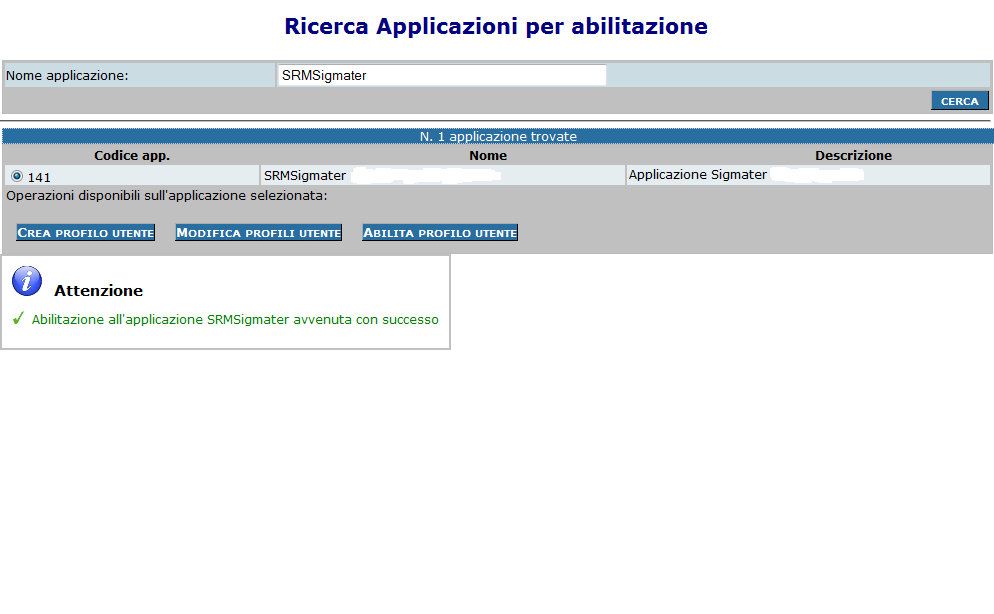 Ricerca Applicazioni per abilitazione
Nome applicazione: SRMSigmater
CERCA
N. 1 applicazione trovate
Codice app. Nome Descrizione
141 SRMSigmater Applicazione Sigmater
Operazioni disponibili sull'applicazione selezionata:
CREA PROFILO UTENTE MODIFICA PROFILI UTENTE ABILITA PROFILO UTENTE
i
Attenzione
✓ Abilitazione all'applicazione SRMSigmater avvenuta con successo